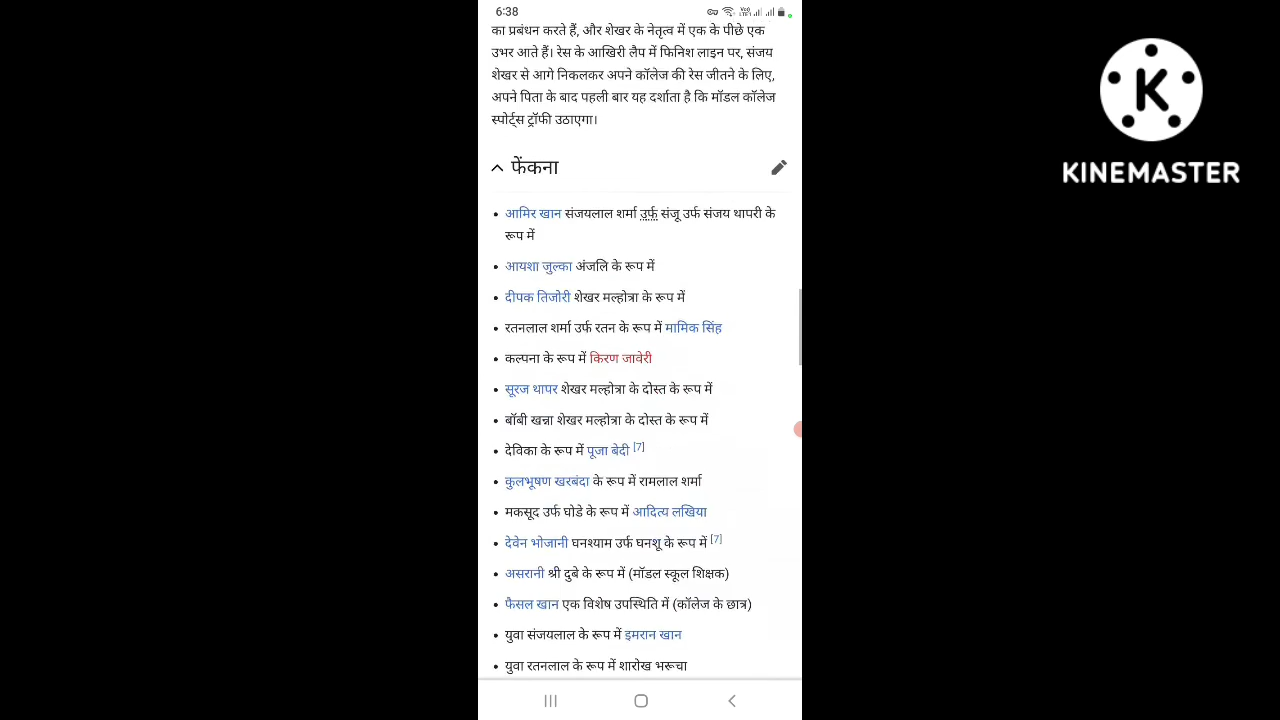 6:38
का प्रबंधन करते हैं, और शेखर के नेतृत्व में एक के पीछे एक
उभर आते हैं। रेस के आखिरी लैप में फिनिश लाइन पर, संजय
शेखर से आगे निकलकर अपने कॉलेज की रेस जीतने के लिए,
अपने पिता के बाद पहली बार यह दर्शाता है कि मॉडल कॉलेज
स्पोर्ट्स ट्रॉफी उठाएगा।
फेंकना
आमिर खान संजयलाल शर्मा उर्फ संजू उर्फ संजय थापरी के
रूप में
आयशा जुल्का अंजलि के रूप में
दीपक तिजोरी शेखर मल्होत्रा के रूप में
रतनलाल शर्मा उर्फ रतन के रूप में मामिक सिंह
कल्पना के रूप में किरण जावेरी
सूरज थापर शेखर मल्होत्रा के दोस्त के रूप में
बॉबी खन्ना शेखर मल्होत्रा के दोस्त के रूप में
देविका के रूप में पूजा बेदी [7]
कुलभूषण खरबंदा के रूप में रामलाल शर्मा
मकसूद उर्फ घोडे के रूप में आदित्य लखिया
देवेन भोजानी घनश्याम उर्फ घनशू के रूप में [7]
असरानी श्री दुबे के रूप में (मॉडल स्कूल शिक्षक)
फैसल खान एक विशेष उपस्थिति में (कॉलेज के छात्र)
युवा संजयलाल के रूप में इमरान खान
युवा रतनलाल के रूप में शारोख भरूचा
K
KINEMASTER